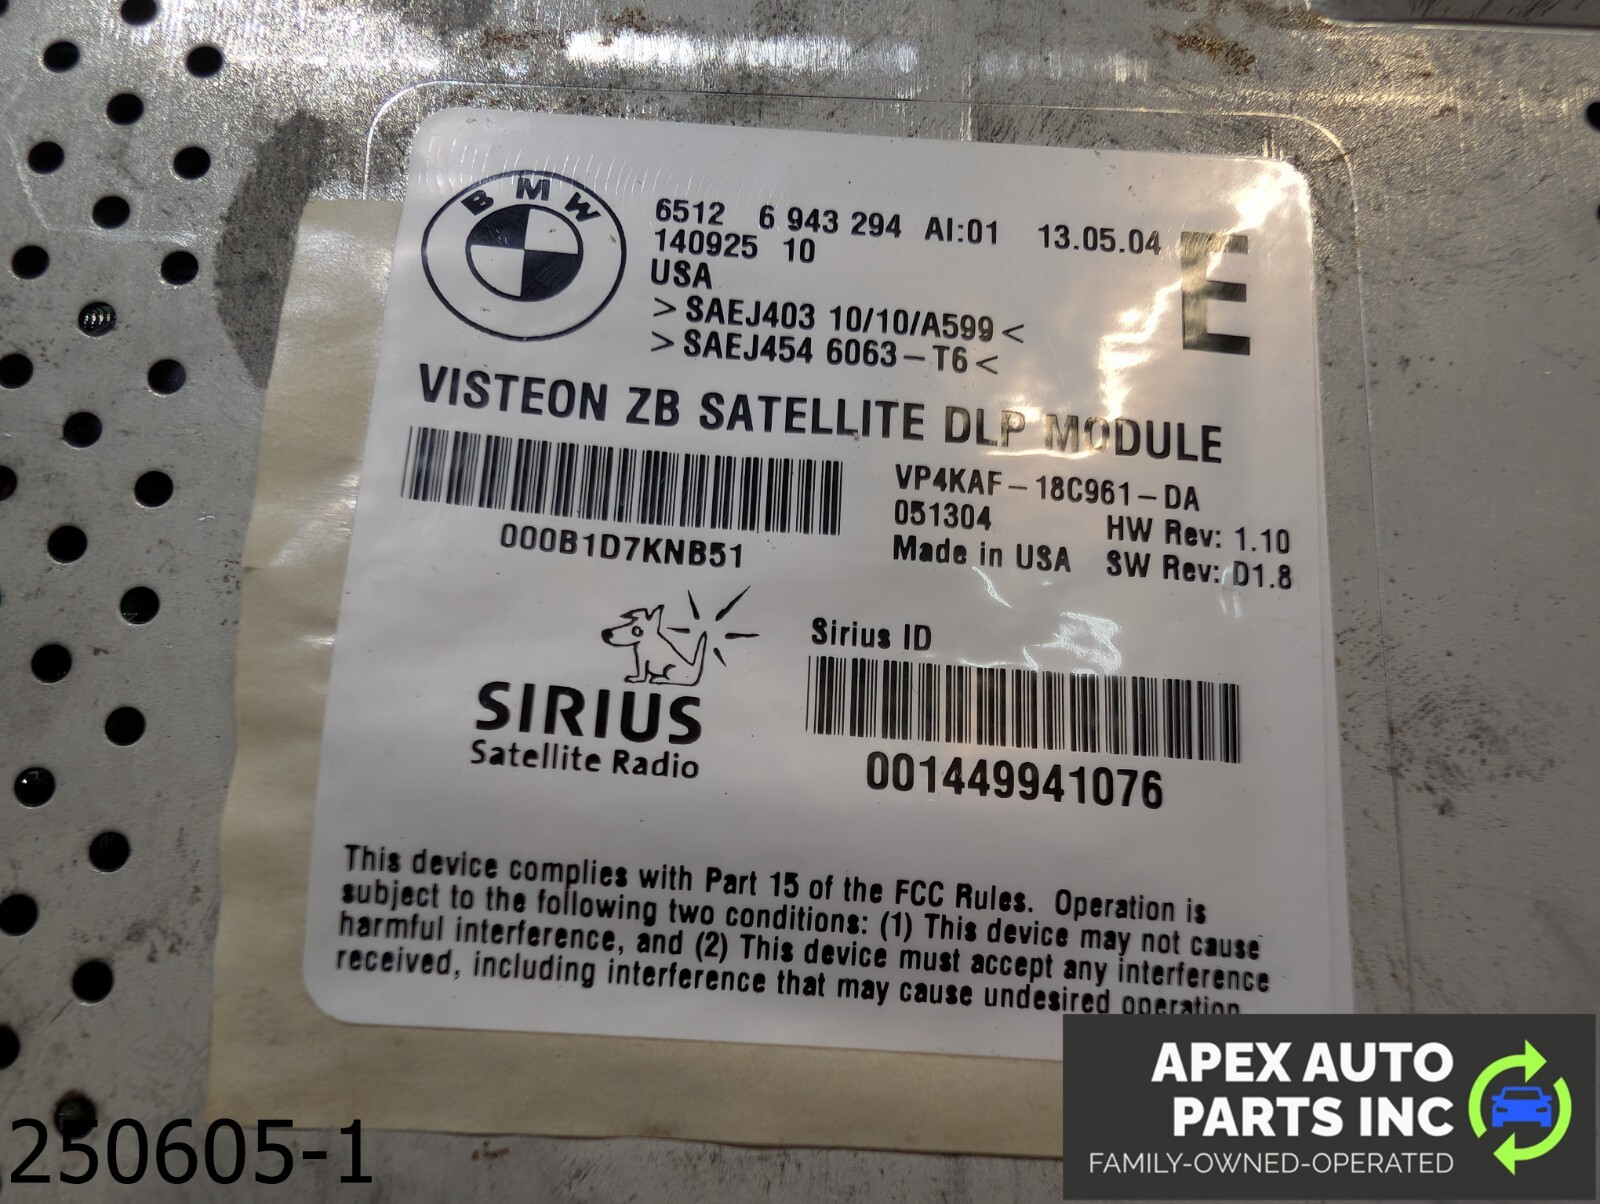 BMW
6512 6 943 294 AI:01 13.05.04
E
140925 10
USA
>SAEJ403 10/10/A599<
>SAEJ454 6063-T6<
VISTEON ZB SATELLITE DLP MODULE
000B1D7KNB51
VP4KAF-18C961-DA
051304 HW Rev: 1.10
Made in USA SW Rev: D1.8
SIRIUS
Satellite Radio
Sirius ID
001449941076
This device complies with Part 15 of the FCC Rules. Operation is
subject to the following two conditions: (1) This device may not cause
harmful interference, and (2) This device must accept any interference
received, including interference that may cause undesired operation
250605-1
APEX AUTO
PARTS INC
FAMILY-OWNED-OPERATED